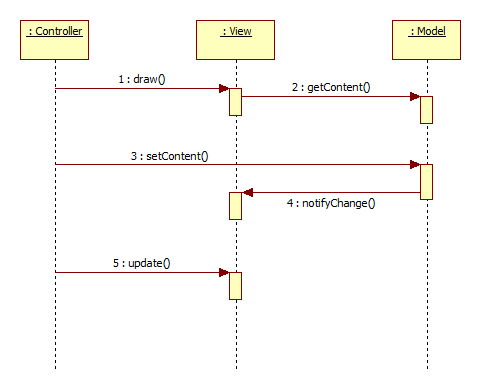 : Controller
: View
: Model
1 : draw()
2 : getContent()
3 : setContent()
4 : notifyChange()
5 : update()